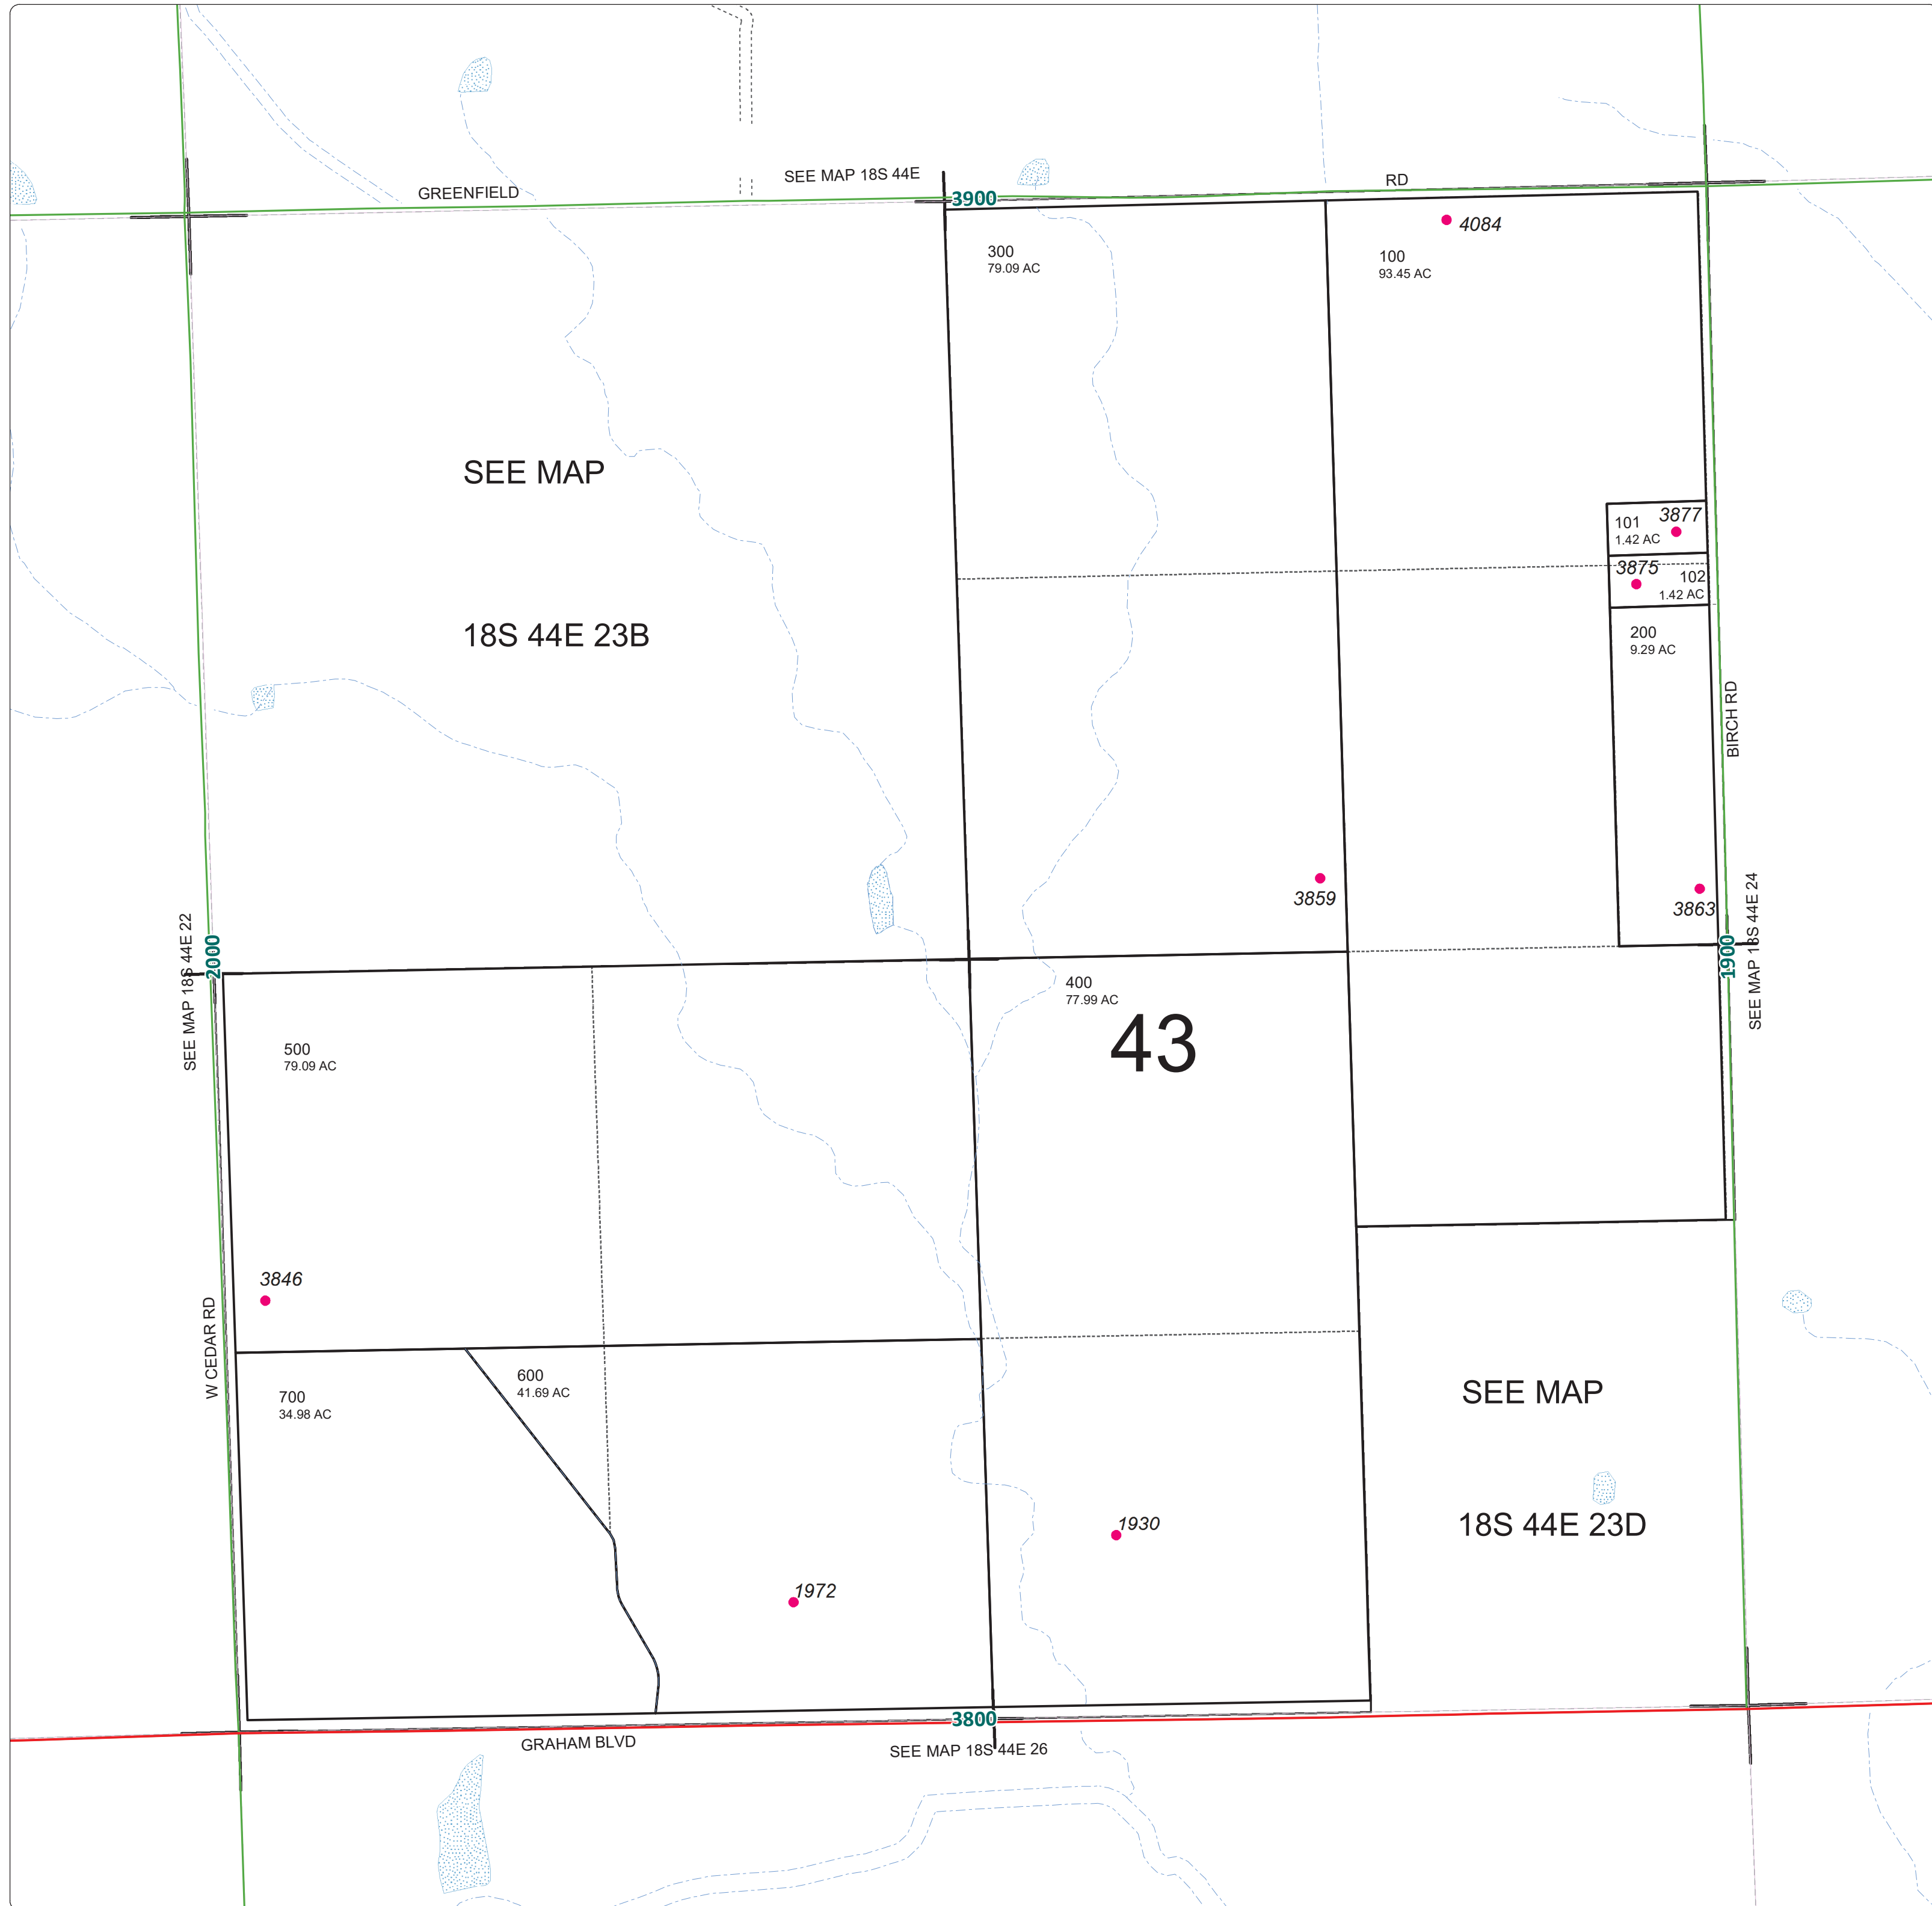 SEE MAP 18S 44E
GREENFIELD
RD
3900
4084
300
79.09 AC
100
93.45 AC
SEE MAP
18S 44E 23B
101
1.42 AC
3877
3875
102
1.42 AC
200
9.29 AC
BIRCH RD
3859
3863
SEE MAP 18S 44E 22
2000
1900
SEE MAP 18S 44E 24
400
77.99 AC
43
500
79.09 AC
3846
W CEDAR RD
600
41.69 AC
700
34.98 AC
SEE MAP
18S 44E 23D
1930
1972
3800
GRAHAM BLVD
SEE MAP 18S 44E 26